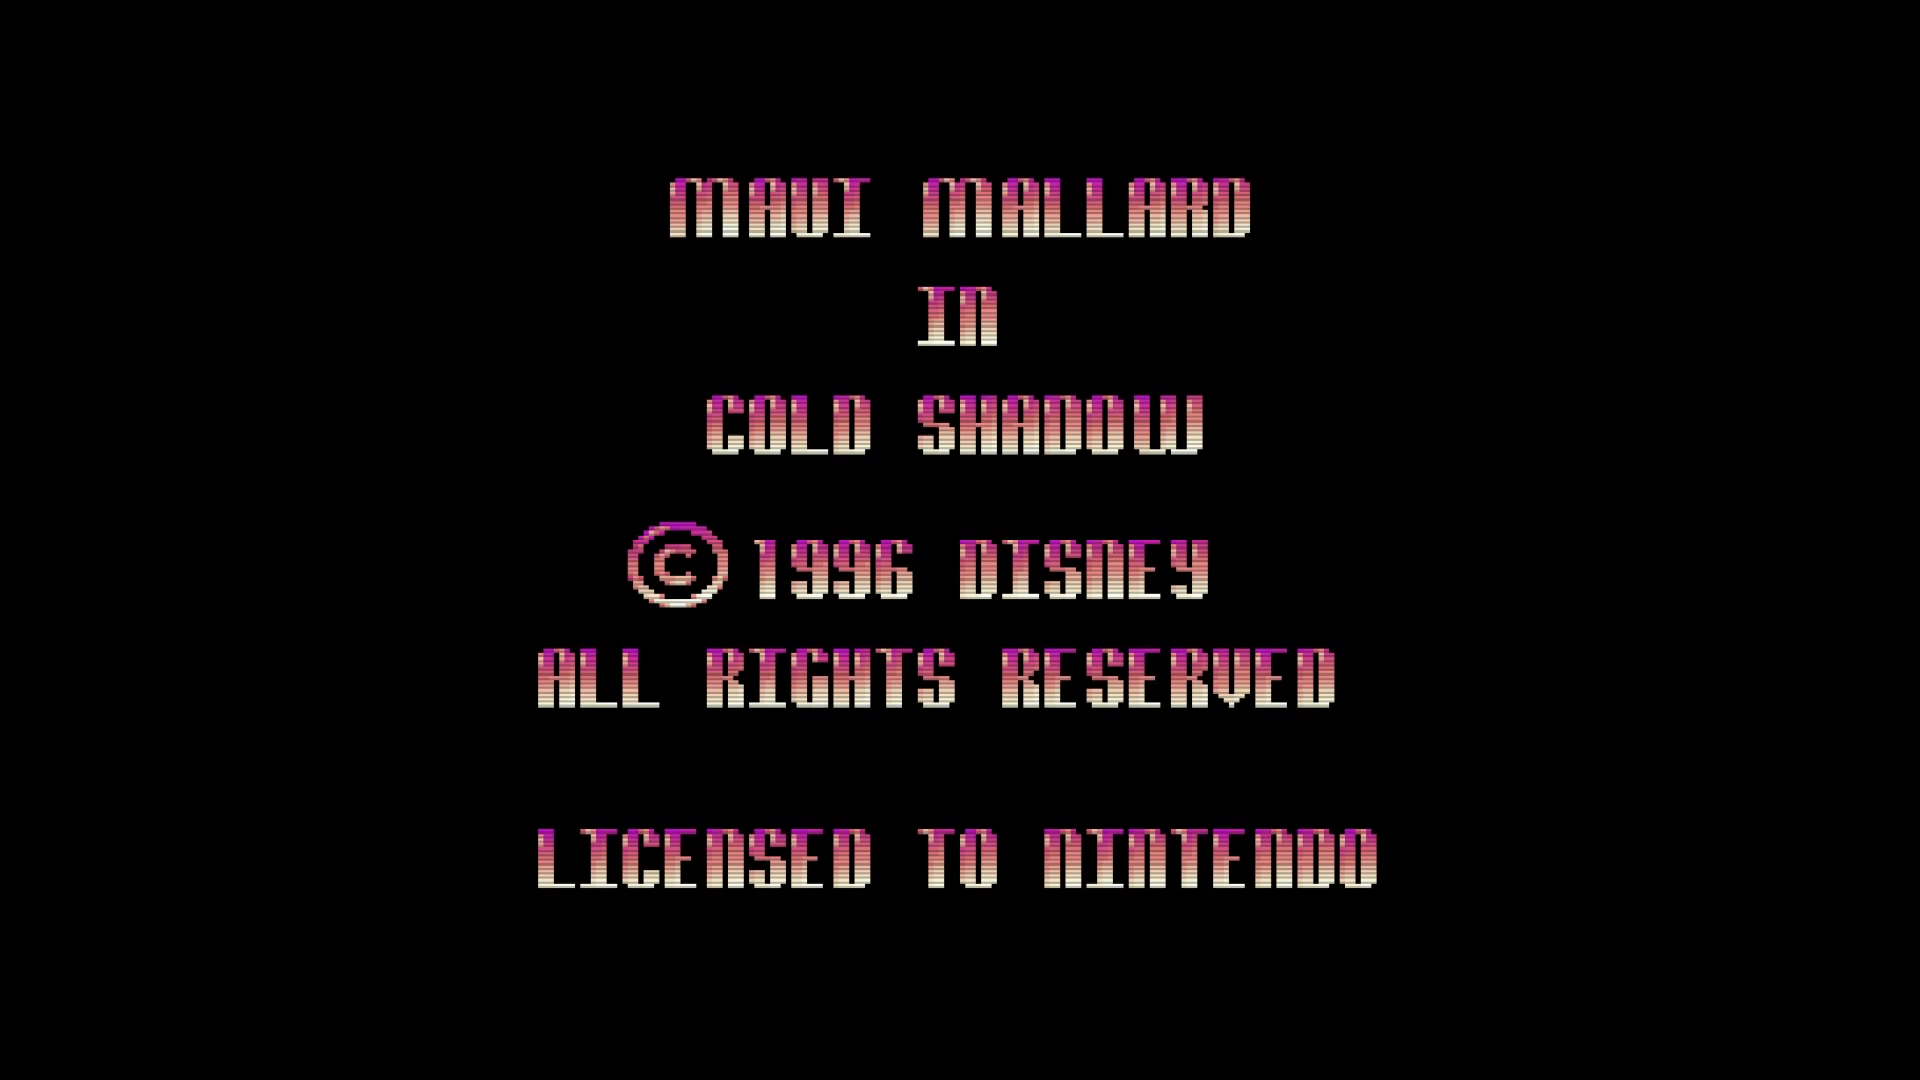 MAUI MALLARD
IN
COLD SHADOW
© 1996 DISNEY
ALL RIGHTS RESERVED
LICENSED TO NINTENDO